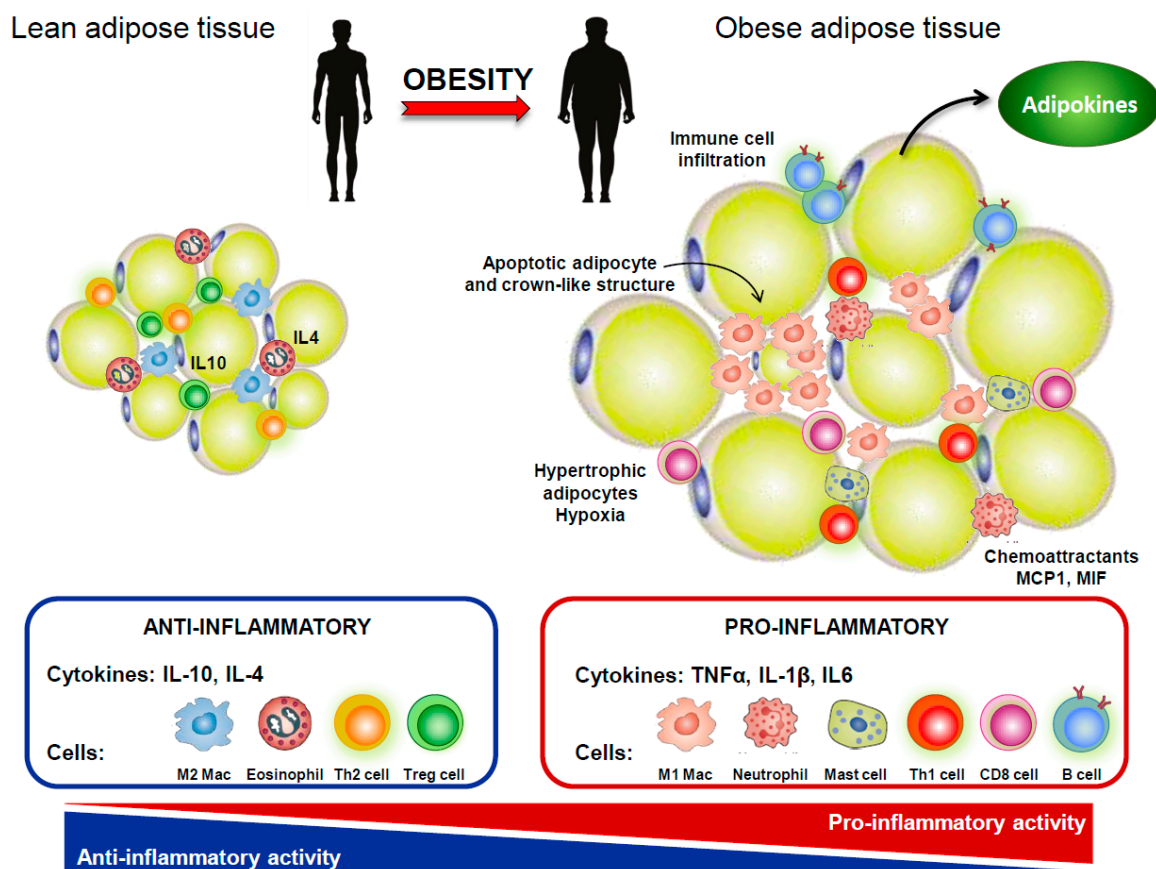 Lean adipose tissue
Obese adipose tissue
OBESITY
Adipokines
Immune cell
infiltration
Apoptotic adipocyte
and crown-like structure
IL4
IL10
Hypertrophic
adipocytes
Hypoxia
Chemoattractants
MCP1, MIF
ANTI-INFLAMMATORY
Cytokines: IL-10, IL-4
Cells:
M2 Mac Eosinophil Th2 cell Treg cell
PRO-INFLAMMATORY
Cytokines: TNFα, IL-1β, IL6
Cells:
M1 Mac Neutrophil Mast cell Th1 cell CD8 cell B cell
Pro-inflammatory activity
Anti-inflammatory activity